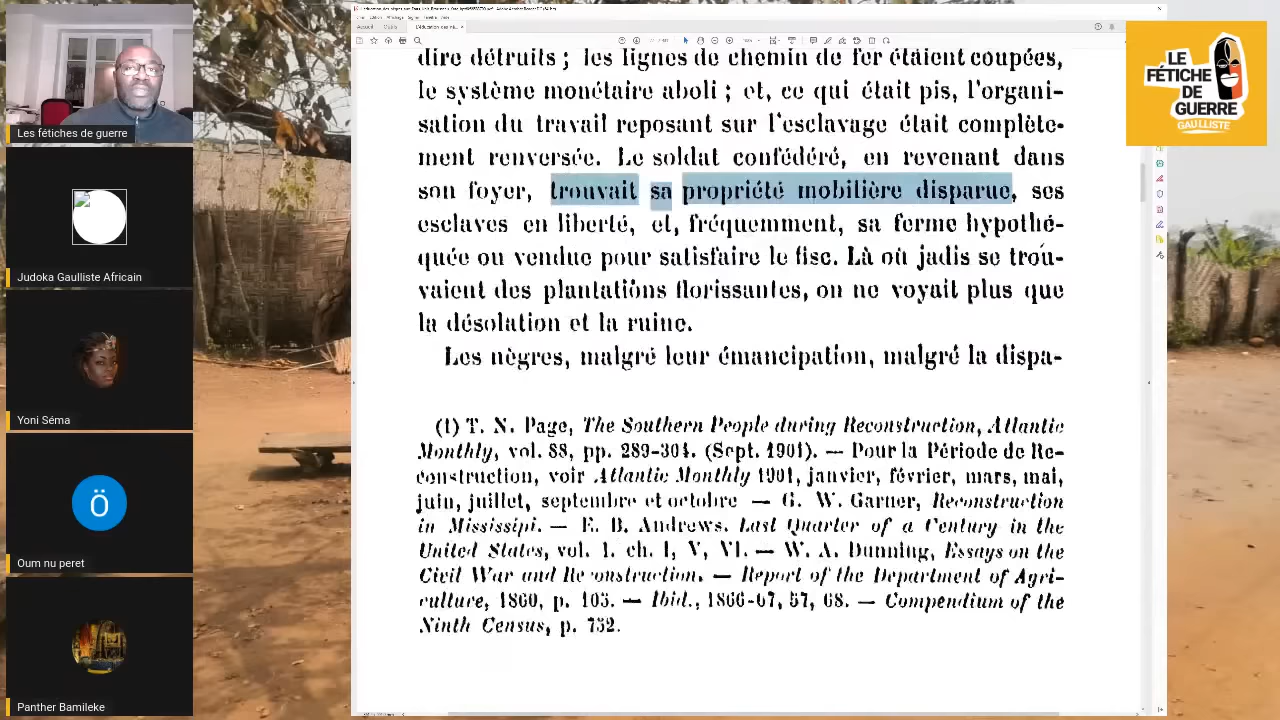 Les fétiches de guerre
Judoka Gaulliste Africain
Yoni Séma
Ö
Oum nu peret
Panther Bamileke
Accueil Outils
dire détruits ; les lignes de chemin de fer étaient coupées,
le système monétaire aboli ; et, ce qui était pis, l'organi-
sation du travail reposant sur l'esclavage était complète-
ment renversée. Le soldat confédéré, en revenant dans
son foyer, trouvait sa propriété mobilière disparue, ses
esclaves en liberté, et, fréquemment, sa ferme hypothé-
quée ou vendue pour satisfaire le fisc. Là où jadis se trou-
vaient des plantations florissantes, on ne voyait plus que
la désolation et la ruine.
Les nègres, malgré leur émancipation, malgré la dispa-
(1) T. N. Page, The Southern People during Reconstruction, Atlantic
Monthly, vol. 88, pp. 289-304. (Sept. 1901). — Pour la Période de Re-
construction, voir Atlantic Monthly 1901, janvier, février, mars, mai,
juin, juillet, septembre et octobre — G. W. Garner, Reconstruction
in Mississipi. — E. B. Andrews. Last Quarter of a Century in the
United States, vol. I. ch. I, V, VI. — W. A. Dunning, Essays on the
Civil War and Reconstruction. — Report of the Department of Agri-
culture, 1860, p. 105. — Ibid., 1866-67, 57, 68. — Compendium of the
Ninth Census, p. 752.
LE
FÉTICHE
DE
GUERRE
GAULLISTE